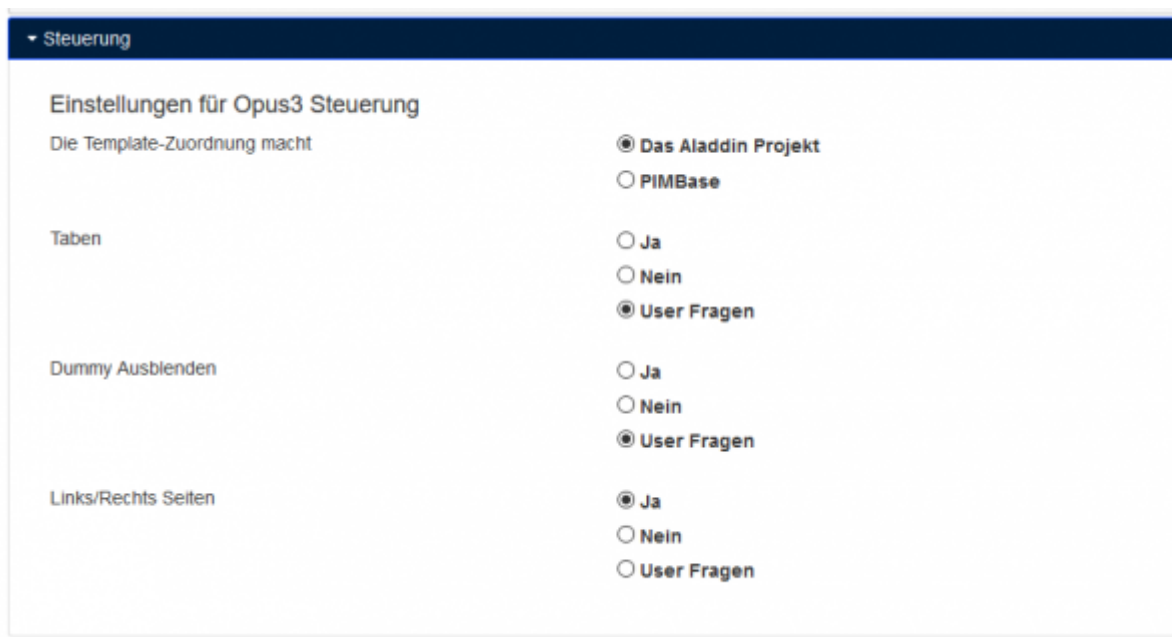 Steuerung
Einstellungen für Opus3 Steuerung
Die Template-Zuordnung macht
Das Aladdin Projekt
PIMBase
Taben
Ja
Nein
User Fragen
Dummy Ausblenden
Ja
Nein
User Fragen
Links/Rechts Seiten
Ja
Nein
User Fragen